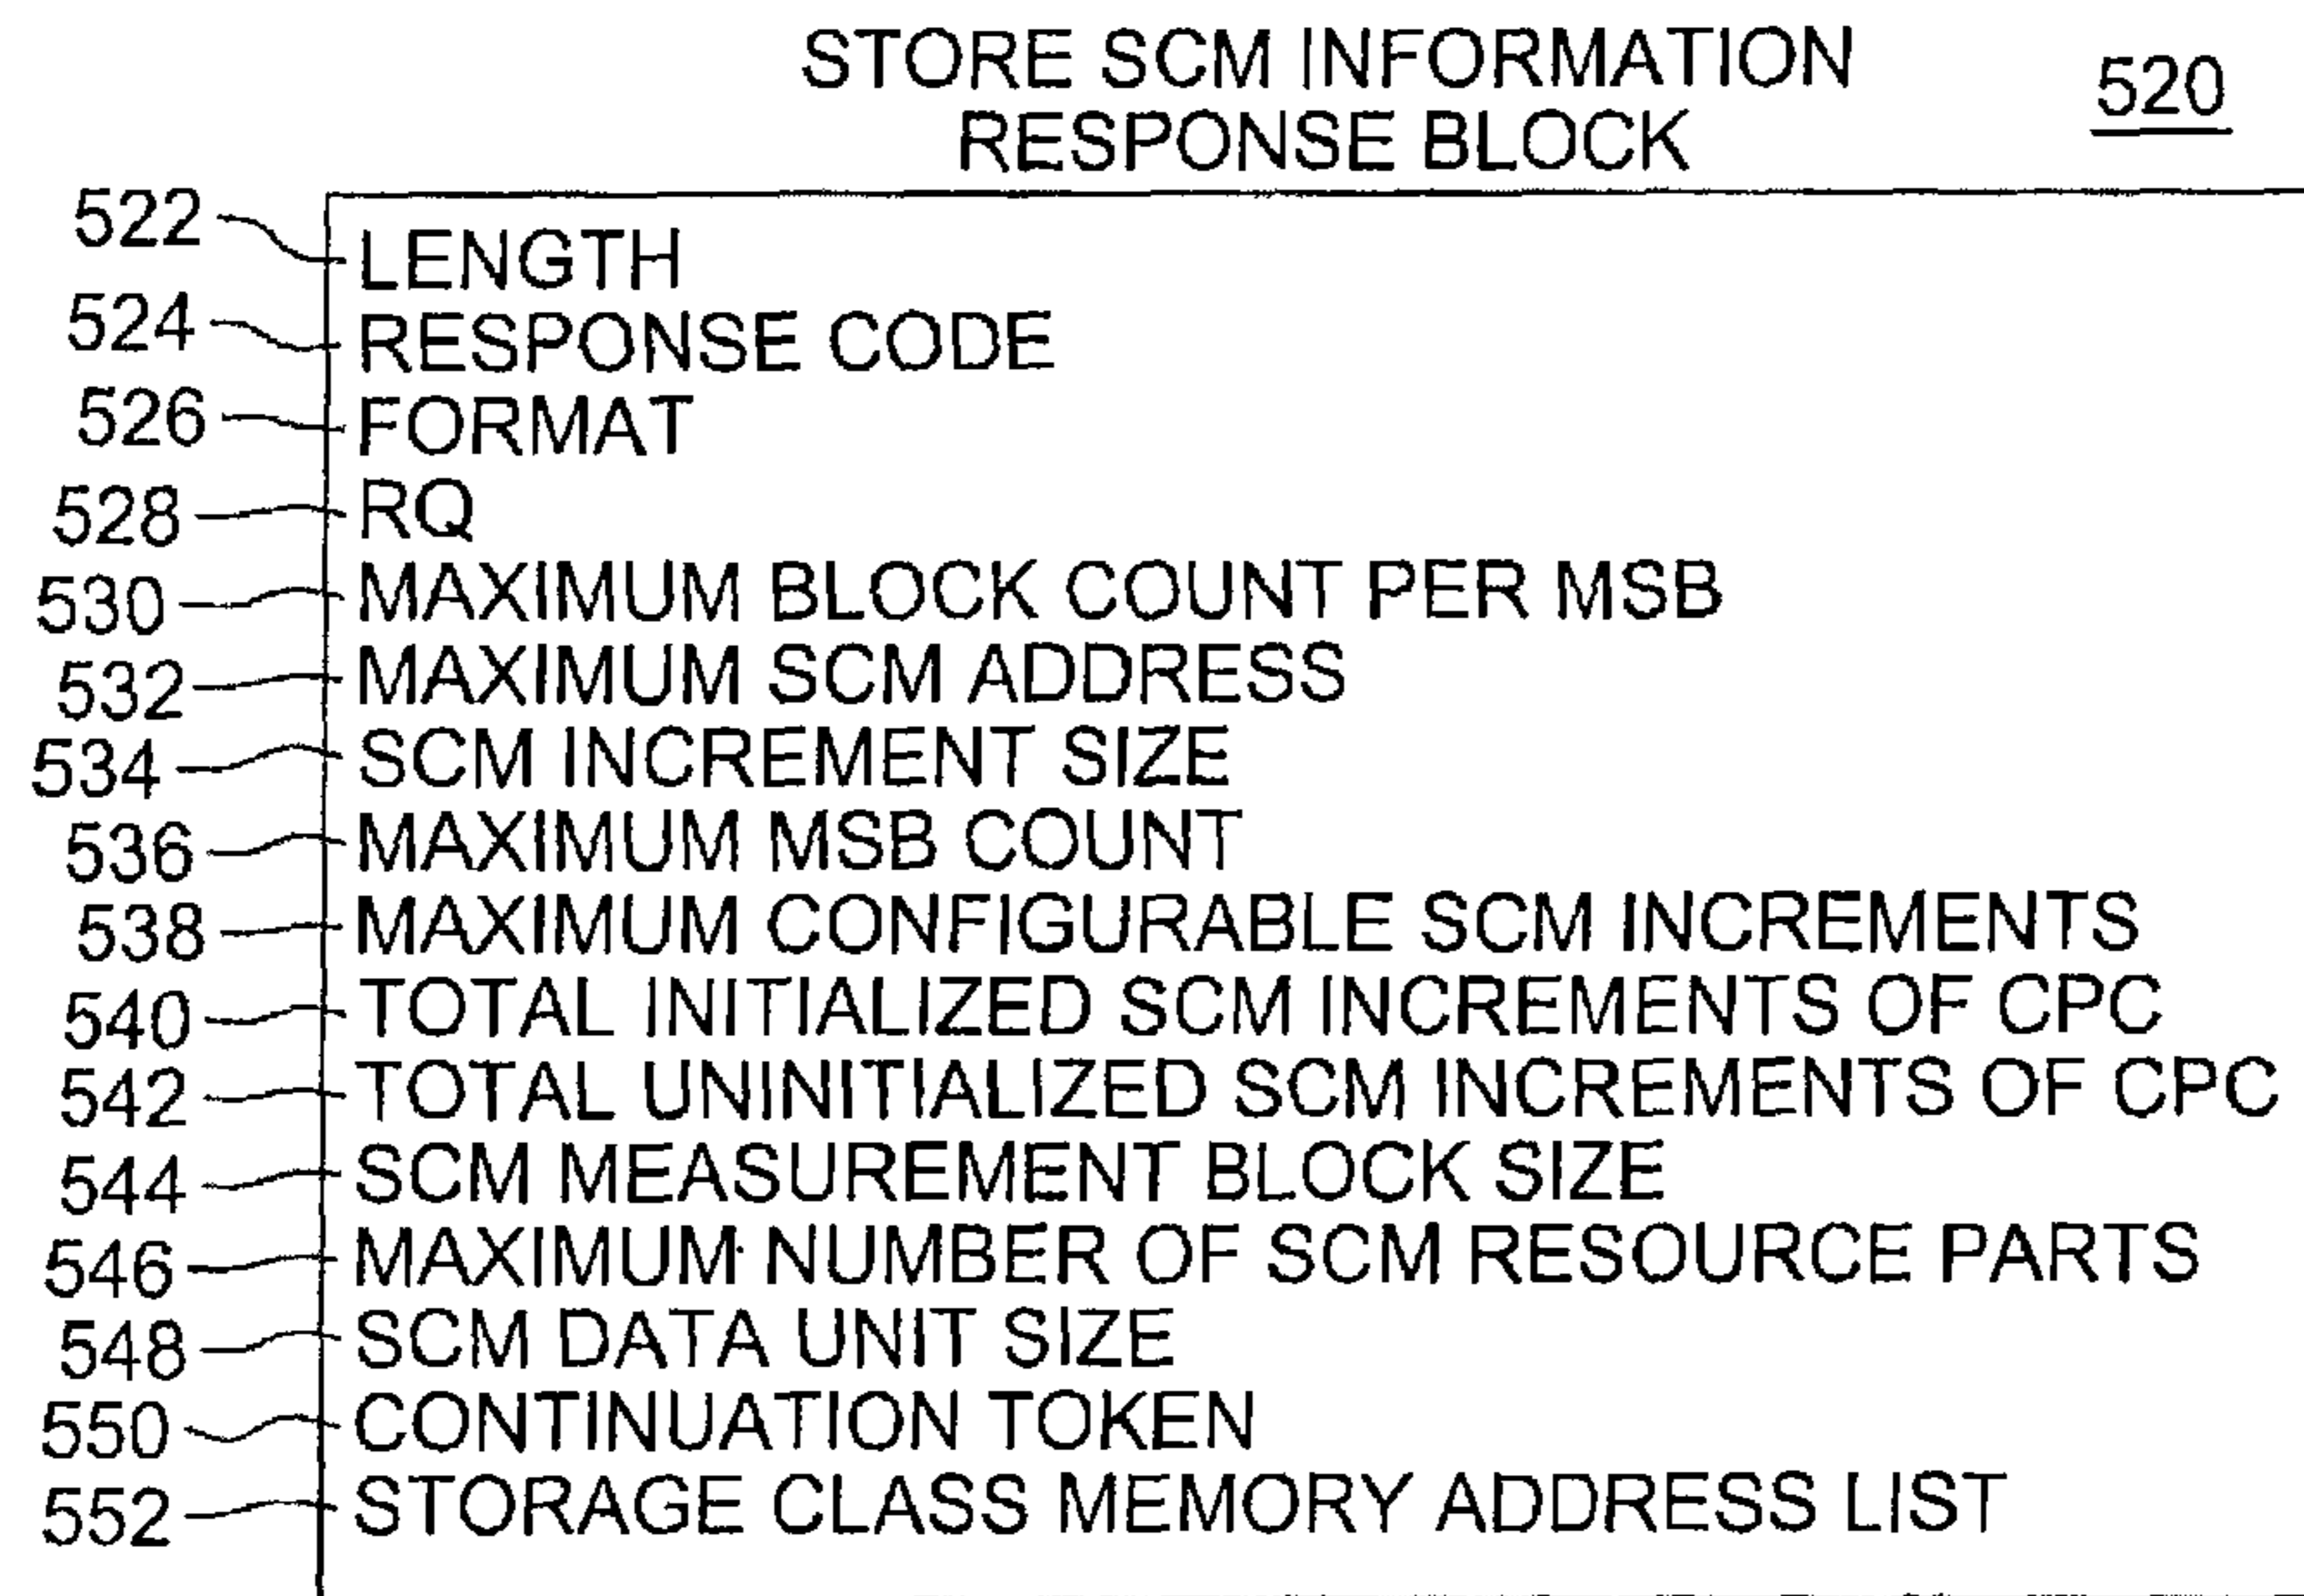 STORE SCM INFORMATION
RESPONSE BLOCK
520
522 LENGTH
524 RESPONSE CODE
526 FORMAT
528 RQ
530 MAXIMUM BLOCK COUNT PER MSB
532 MAXIMUM SCM ADDRESS
534 SCM INCREMENT SIZE
536 MAXIMUM MSB COUNT
538 MAXIMUM CONFIGURABLE SCM INCREMENTS
540 TOTAL INITIALIZED SCM INCREMENTS OF CPC
542 TOTAL UNINITIALIZED SCM INCREMENTS OF CPC
544 SCM MEASUREMENT BLOCK SIZE
546 MAXIMUM NUMBER OF SCM RESOURCE PARTS
548 SCM DATA UNIT SIZE
550 CONTINUATION TOKEN
552 STORAGE CLASS MEMORY ADDRESS LIST